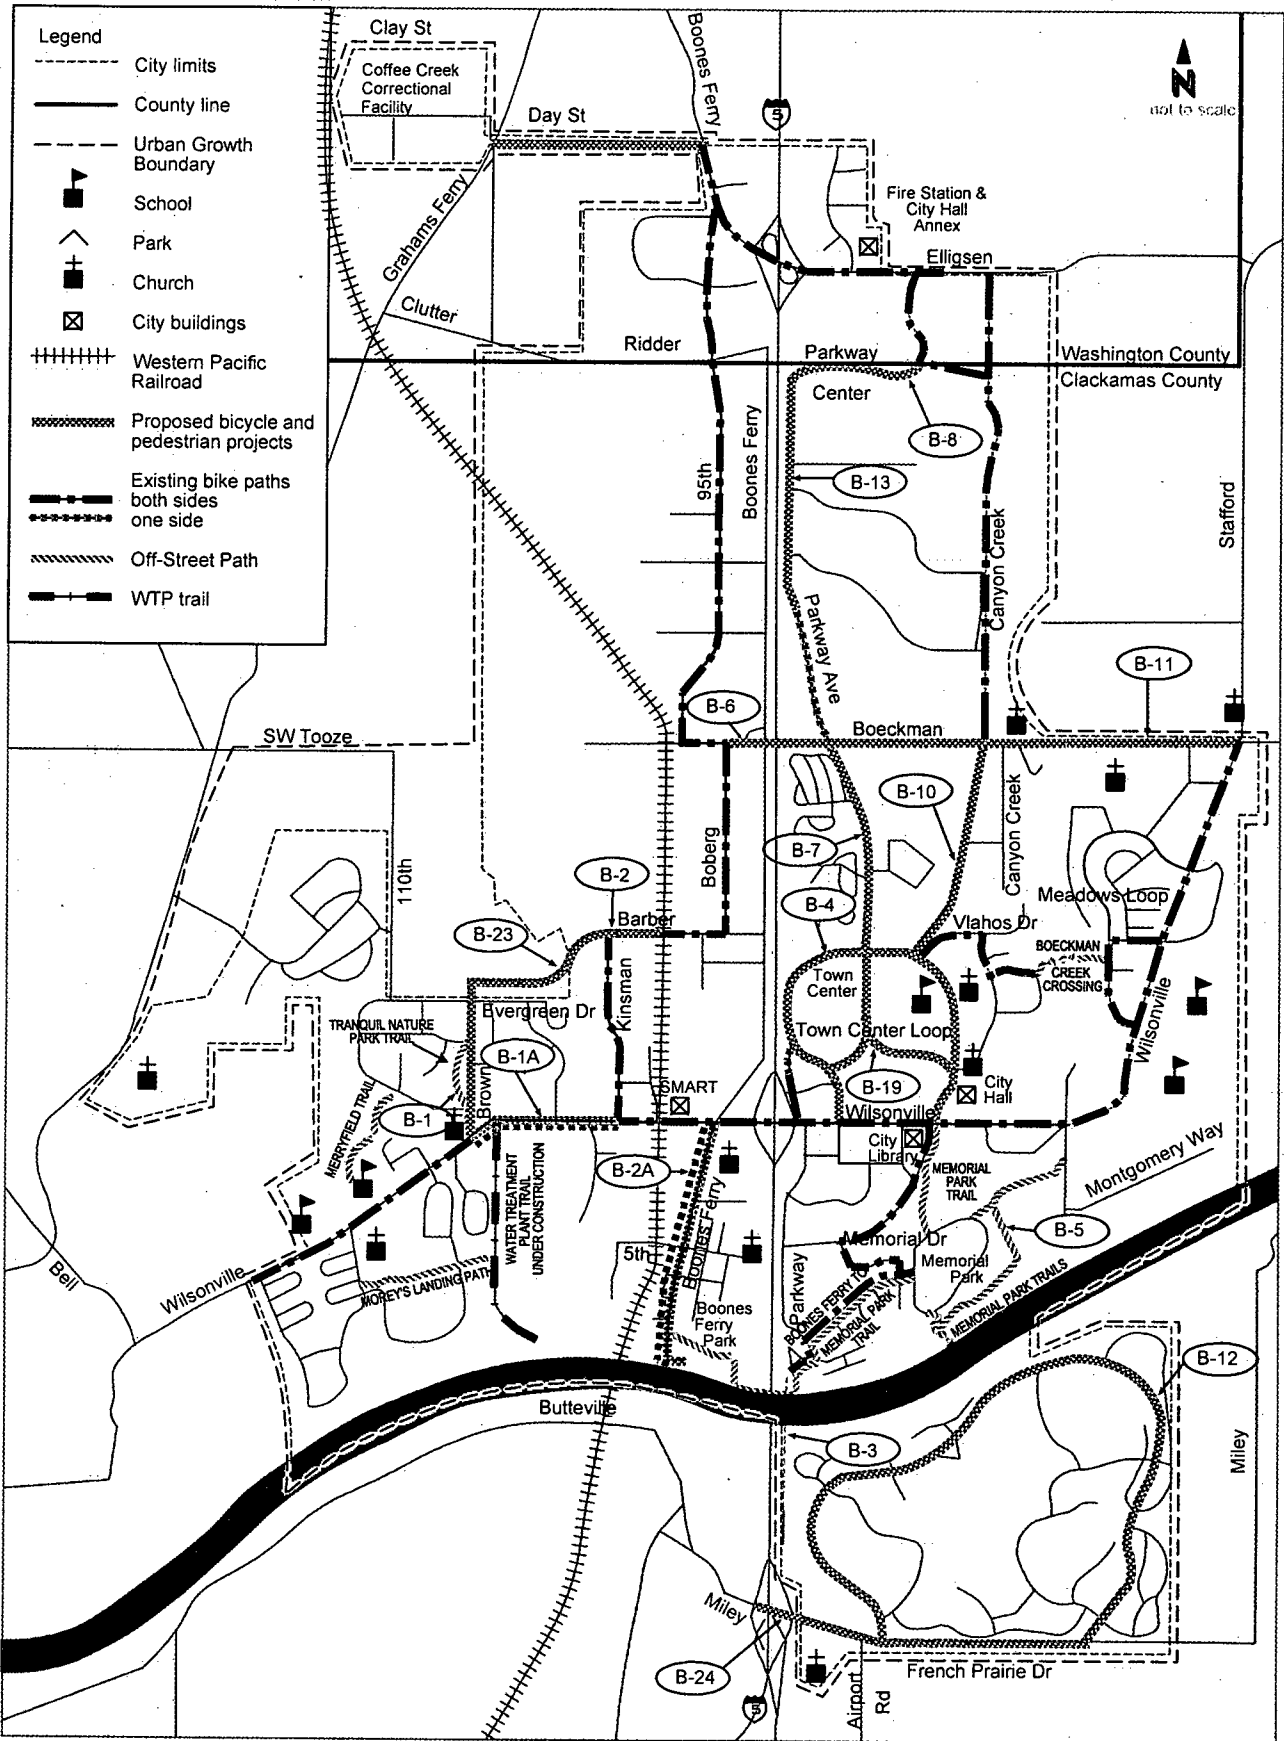 Legend
City limits
County line
Urban Growth
Boundary
School
Park
Church
City buildings
Western Pacific
Railroad
Proposed bicycle and
pedestrian projects
Existing bike paths
both sides
one side
Off-Street Path
WTP trail
Clay St
Coffee Creek
Correctional
Facility
Day St
Boones Ferry
5
N
not to scale
Fire Station &
City Hall
Annex
Elligsen
Grahams Ferry
Clutter
Ridder
Parkway
Center
Washington County
Clackamas County
B-8
B-13
95th
Boones Ferry
Canyon Creek
Stafford
Parkway Ave
B-11
B-6
Boeckman
SW Tooze
B-10
B-7
Canyon Creek
Boberg
110th
B-2
B-4
Meadows Loop
Barber
B-23
Vlahos Dr
BOECKMAN
CREEK
CROSSING
Town
Center
Kinsman
Evergreen Dr
TRANQUIL NATURE
PARK TRAIL
Town Center Loop
Wilsonville
B-1A
B-19
SMART
City
Hall
Brown
B-1
MERRYFIELD TRAIL
Wilsonville
City
Library
B-2A
WATER TREATMENT
PLANT TRAIL
UNDER CONSTRUCTION
MEMORIAL
PARK
TRAIL
Montgomery Way
B-5
Boones Ferry
5th
Memorial Dr
Memorial
Park
Bell
Wilsonville
MOREY'S LANDING PATH
Parkway
BOONES FERRY TO
MEMORIAL PARK
TRAIL
MEMORIAL PARK TRAILS
Boones
Ferry
Park
B-12
Butteville
B-3
Miley
Miley
B-24
French Prairie Dr
Airport
Rd
5